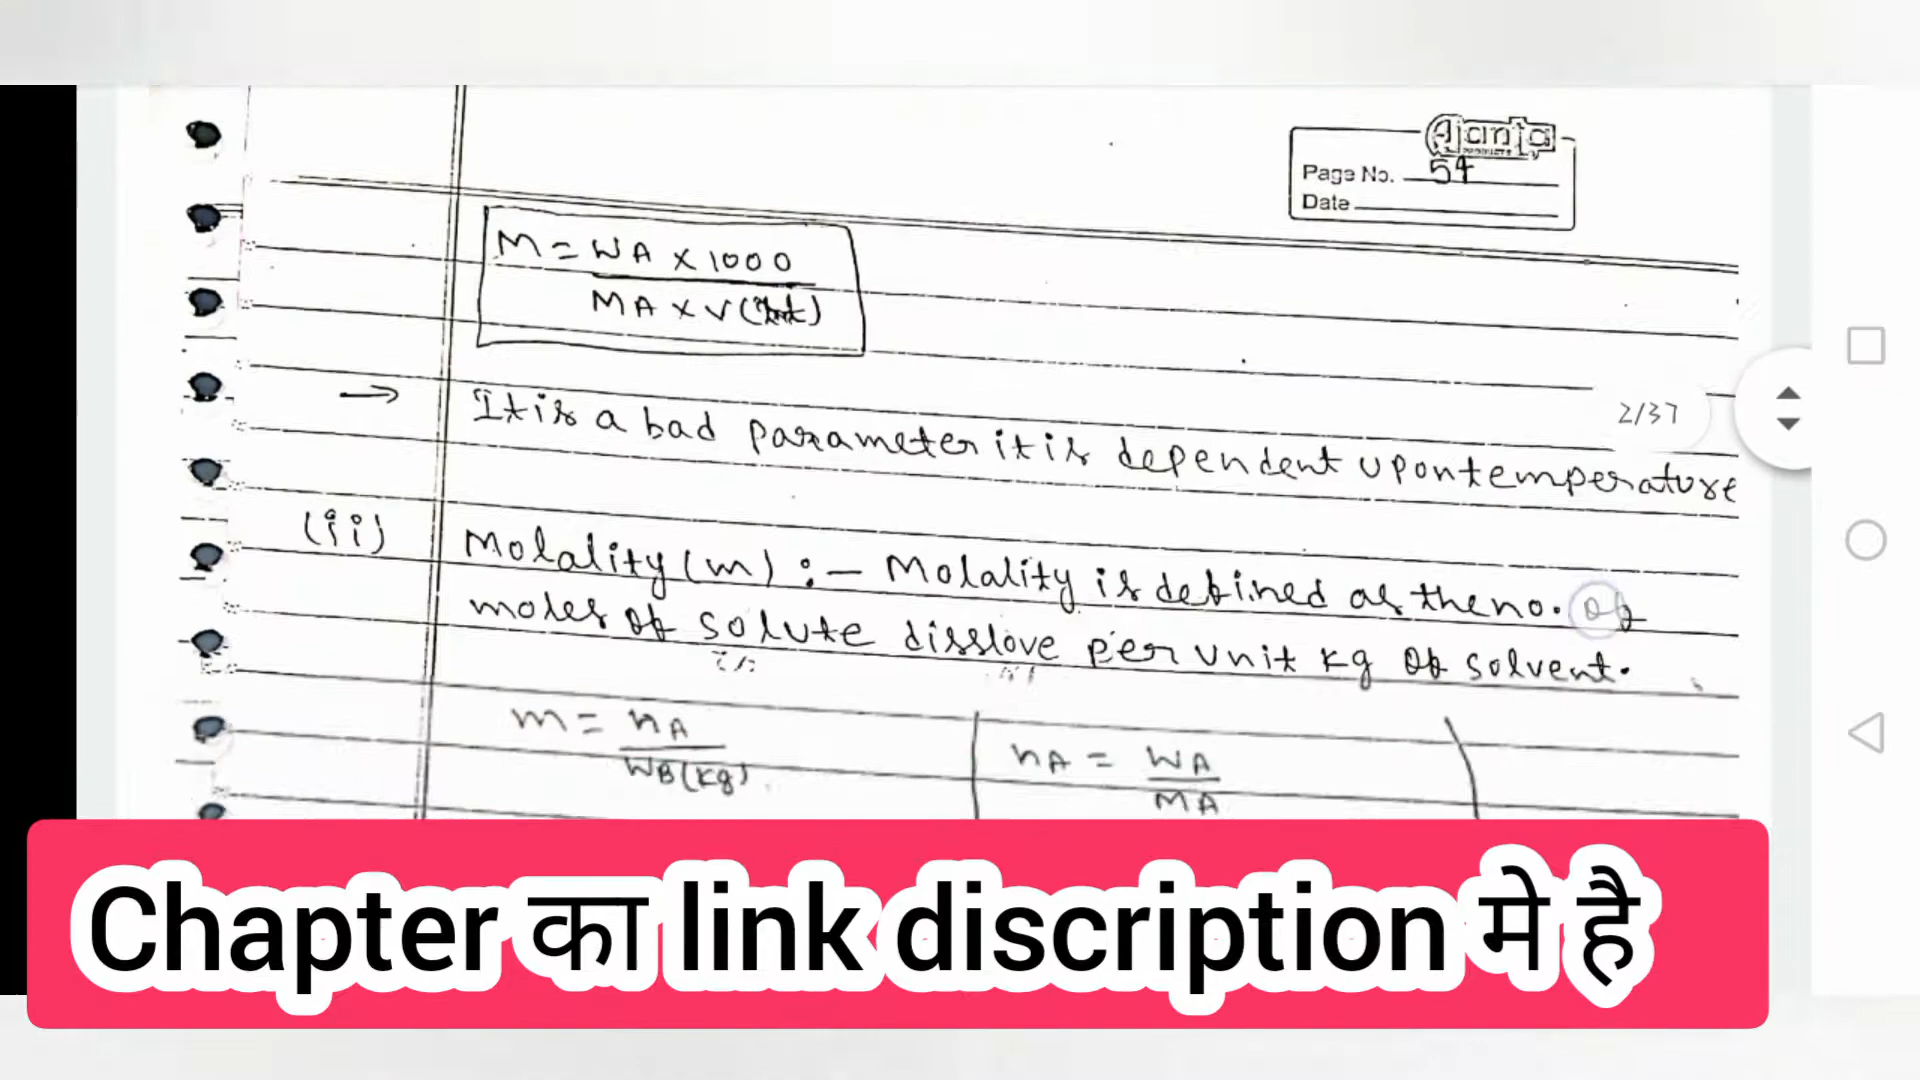 Ajanta
Page No. 54
Date
M = WA x 1000
MA x V
→ It is a bad parameter it is dependent upon temperature
2/37
(ii) Molality (m) :- Molality is defined as the no. of
moles of solute disslove per unit kg of solvent.
m = nA
WB (kg)
nA = WA
MA
Chapter का link discription मे है